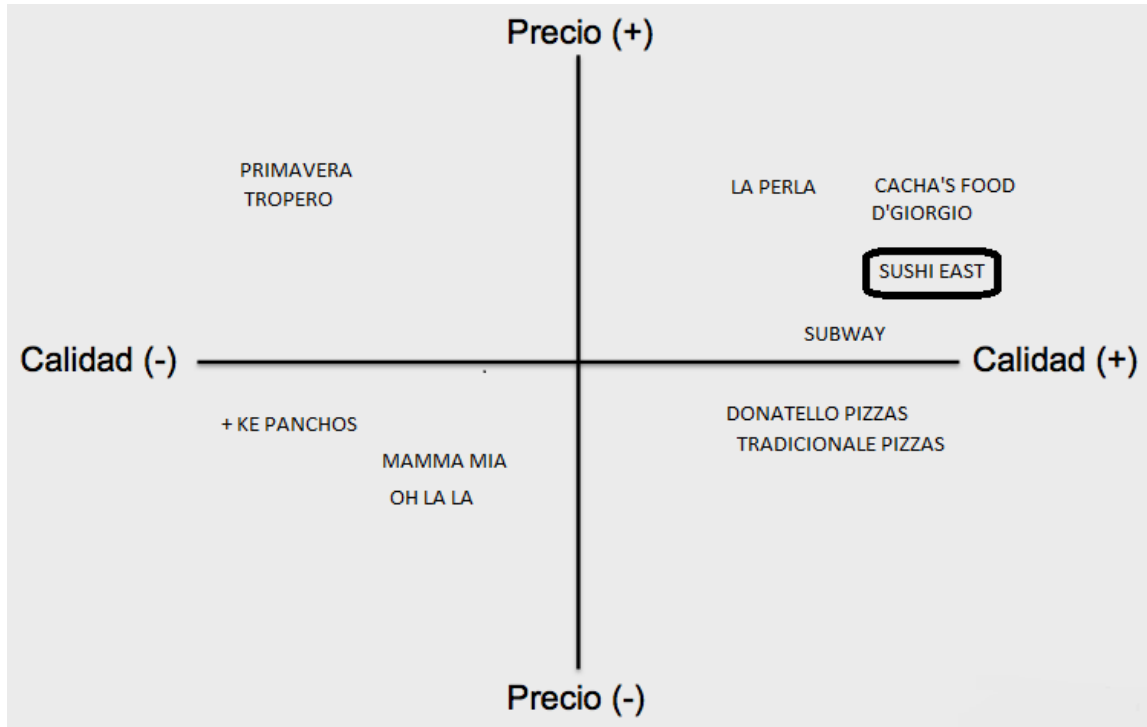 Precio (+)
PRIMAVERA
TROPERO
LA PERLA
CACHA'S FOOD
D'GIORGIO
SUSHI EAST
SUBWAY
Calidad (-)
Calidad (+)
+ KE PANCHOS
MAMMA MIA
OH LA LA
DONATELLO PIZZAS
TRADICIONALE PIZZAS
Precio (-)